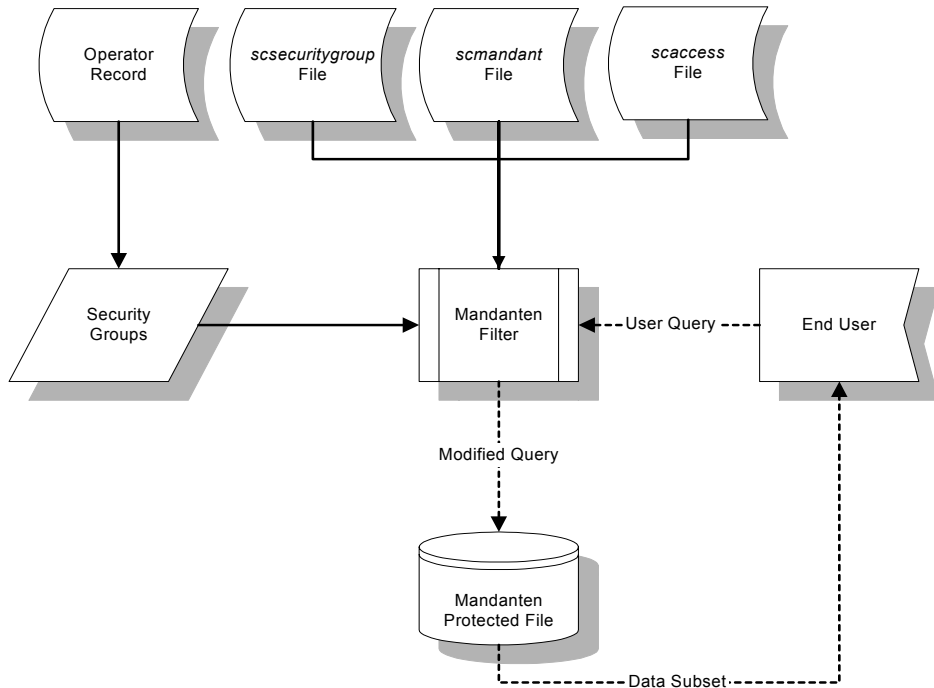 Operator
Record
scsecuritygroup
File
scmandant
File
scaccess
File
Security
Groups
Mandanten
Filter
User Query
End User
Modified Query
Mandanten
Protected File
Data Subset